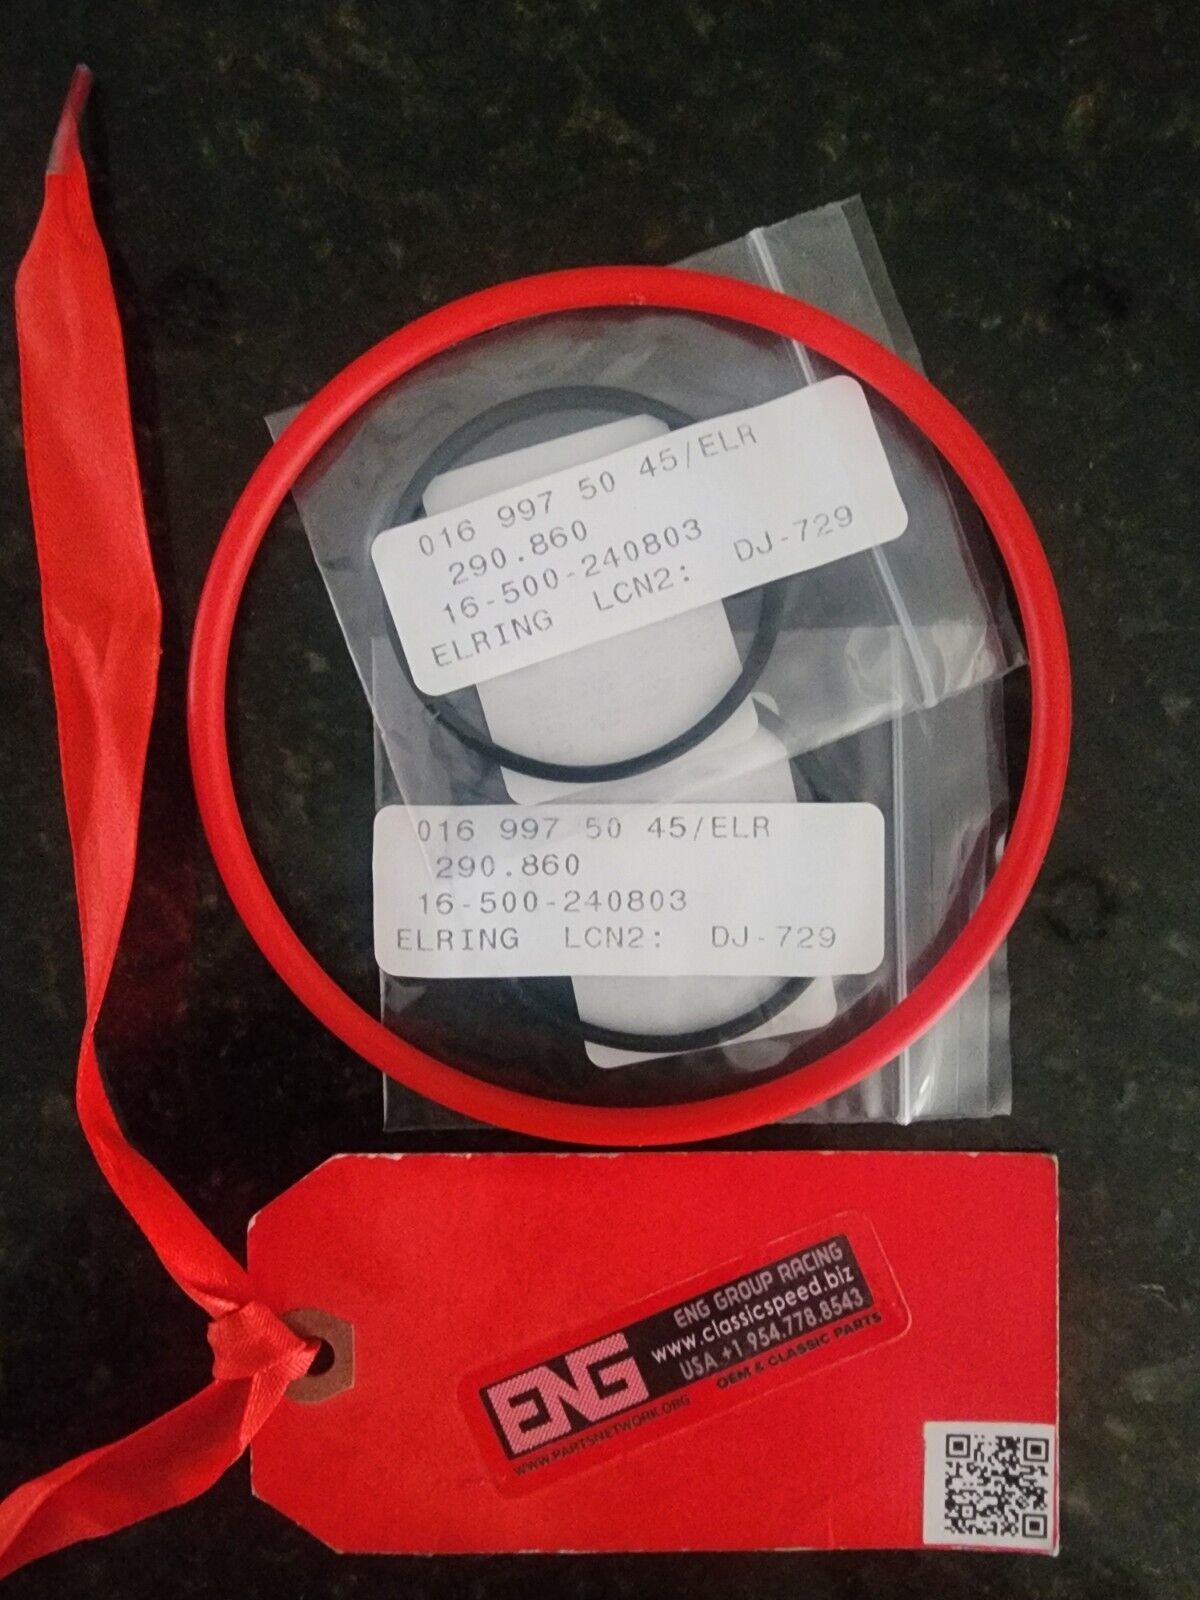 016 997 50 45/ELR
290.860
16-500-240803
ELRING LCN2: DJ-729
016 997 50 45/ELR
290.860
16-500-240803
ELRING LCN2: DJ-729
ENG
ENG GROUP RACING
www.classicspeed.biz
USA +1 954.778.8543
WWW.PARTSNETWORK.ORG OEM & CLASSIC PARTS